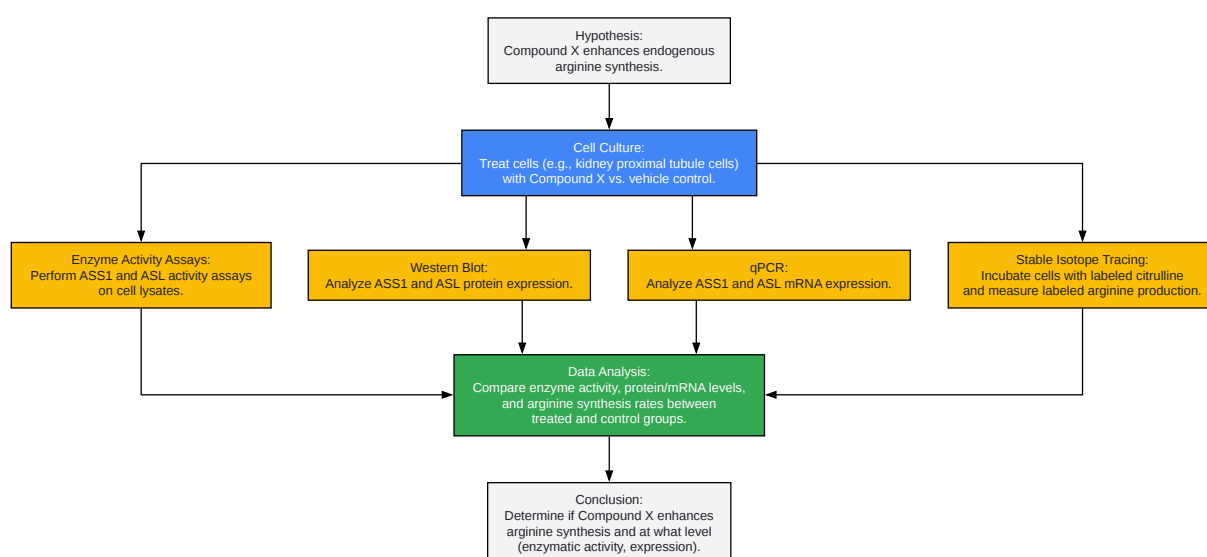 Hypothesis:
Compound X enhances endogenous
arginine synthesis.
Cell Culture:
Treat cells (e.g., kidney proximal tubule cells)
with Compound X vs. vehicle control.
Enzyme Activity Assays:
Perform ASS1 and ASL activity assays
on cell lysates.
Western Blot:
Analyze ASS1 and ASL protein expression.
qPCR:
Analyze ASS1 and ASL mRNA expression.
Stable Isotope Tracing:
Incubate cells with labeled citrulline
and measure labeled arginine production.
Data Analysis:
Compare enzyme activity, protein/mRNA levels,
and arginine synthesis rates between
treated and control groups.
Conclusion:
Determine if Compound X enhances
arginine synthesis and at what level
(enzymatic activity, expression).